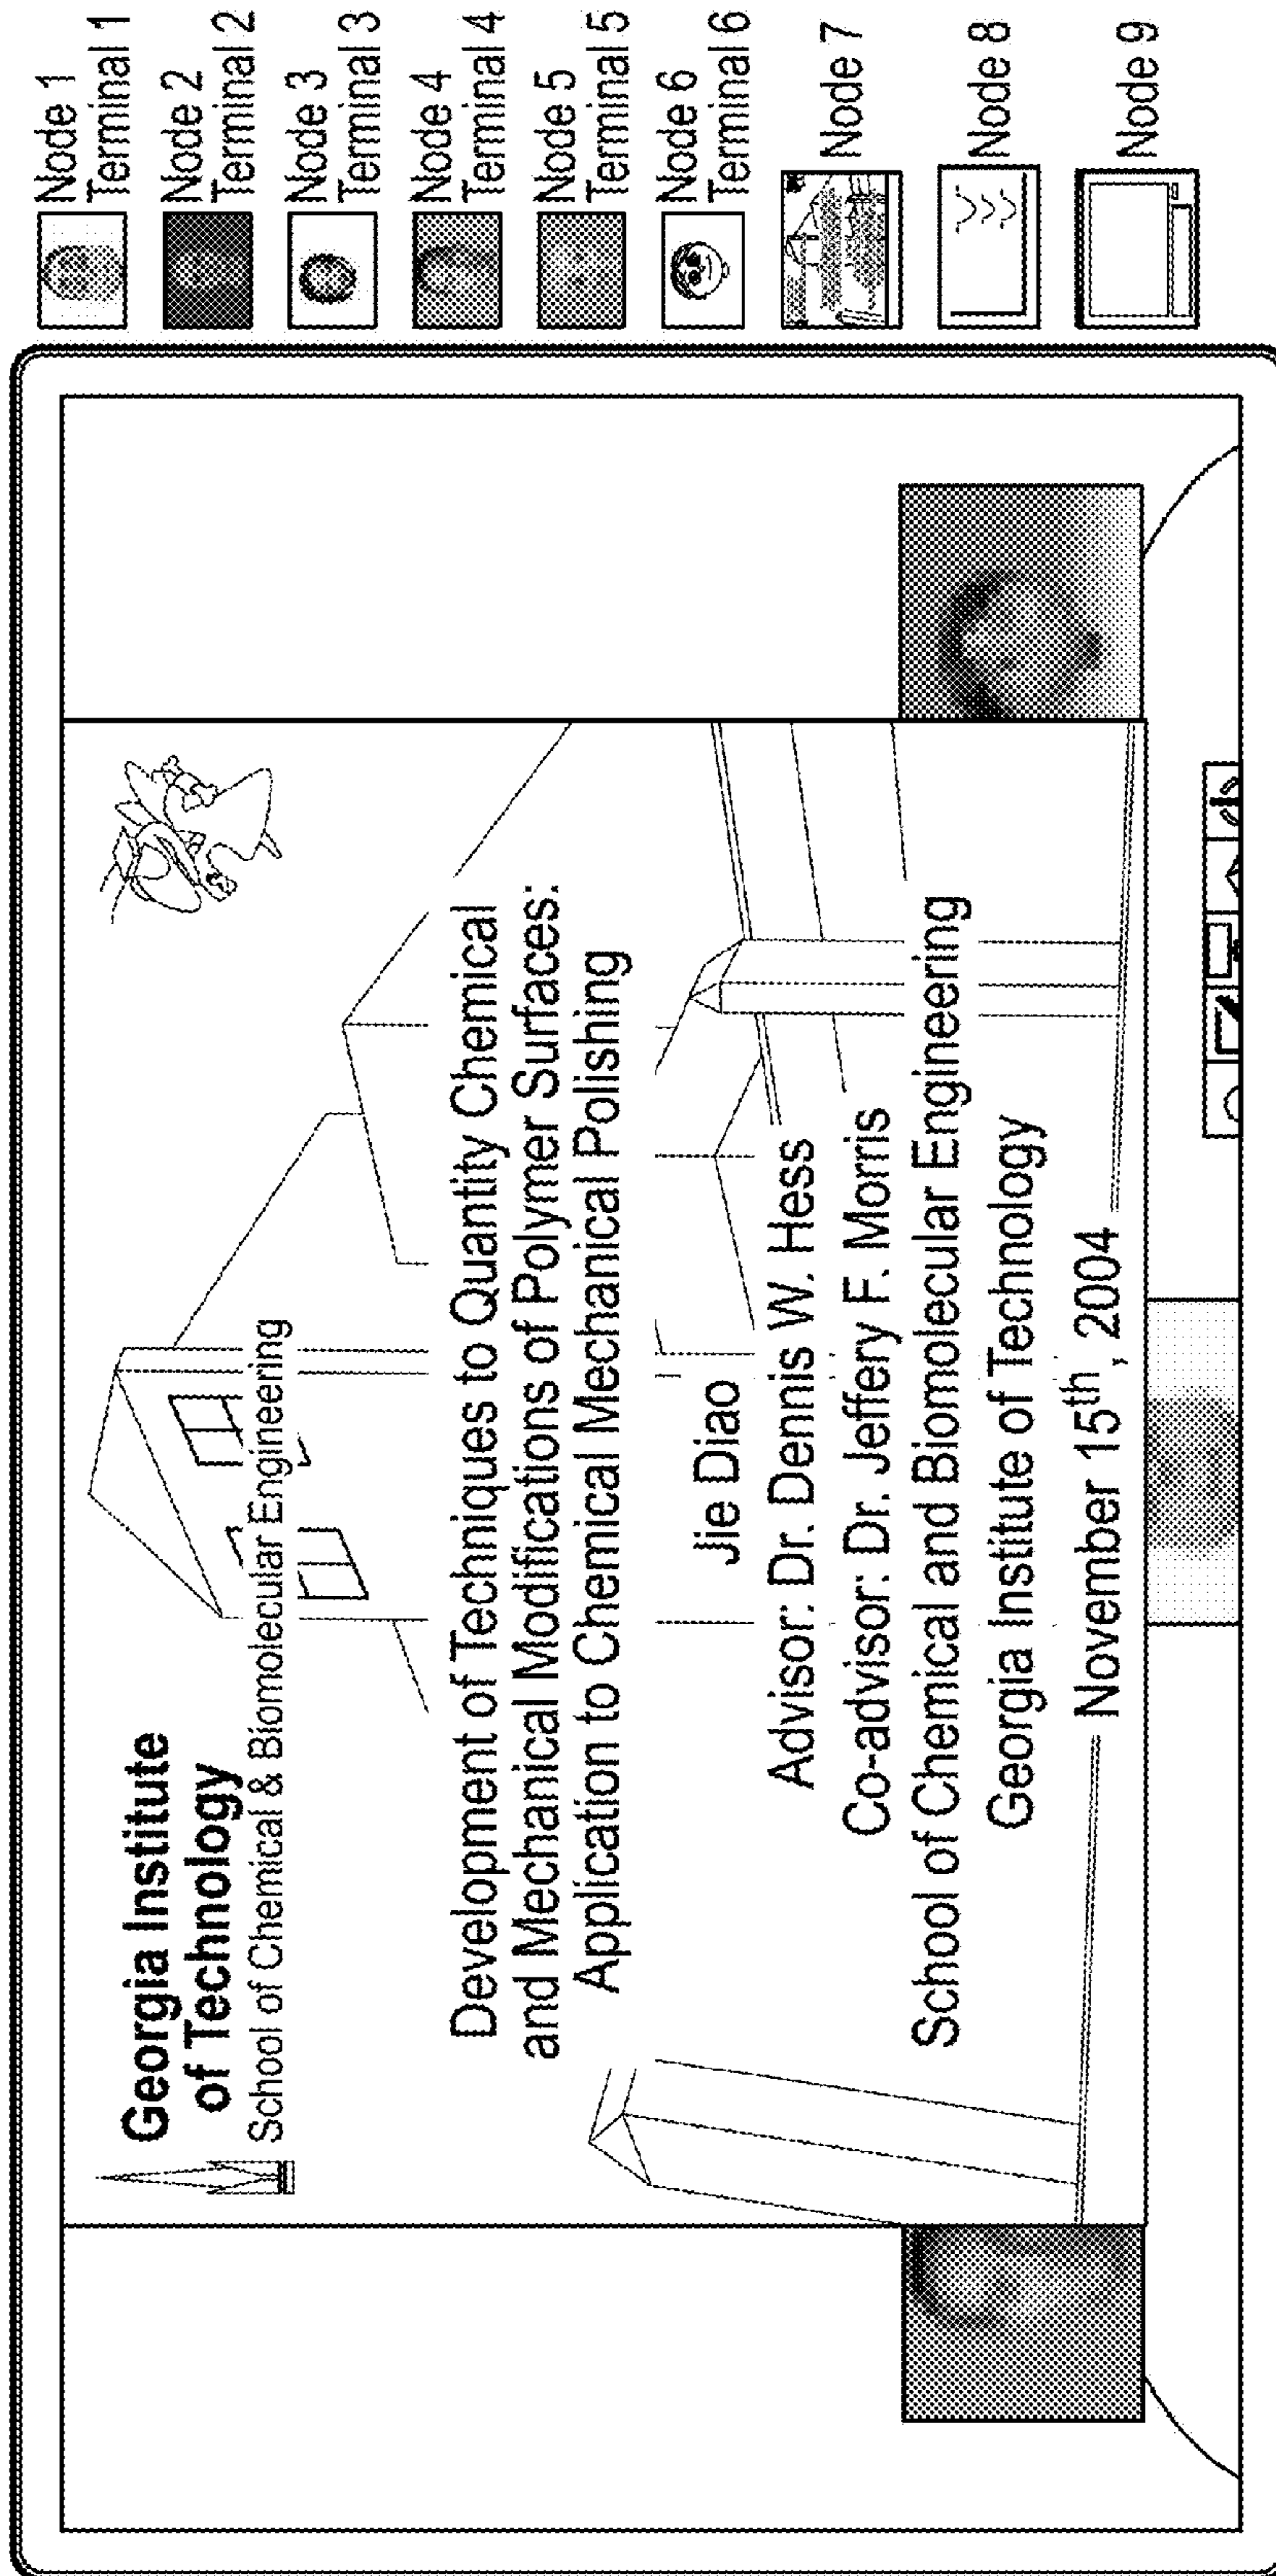 Georgia Institute
of Technology
School of Chemical & Biomolecular Engineering
Development of Techniques to Quantity Chemical
and Mechanical Modifications of Polymer Surfaces:
Application to Chemical Mechanical Polishing
Jie Diao
Advisor: Dr. Dennis W. Hess
Co-advisor: Dr. Jeffery F. Morris
School of Chemical and Biomolecular Engineering
Georgia Institute of Technology
November 15th, 2004
Node 1
Terminal 1
Node 2
Terminal 2
Node 3
Terminal 3
Node 4
Terminal 4
Node 5
Terminal 5
Node 6
Terminal 6
Node 7
Node 8
Node 9